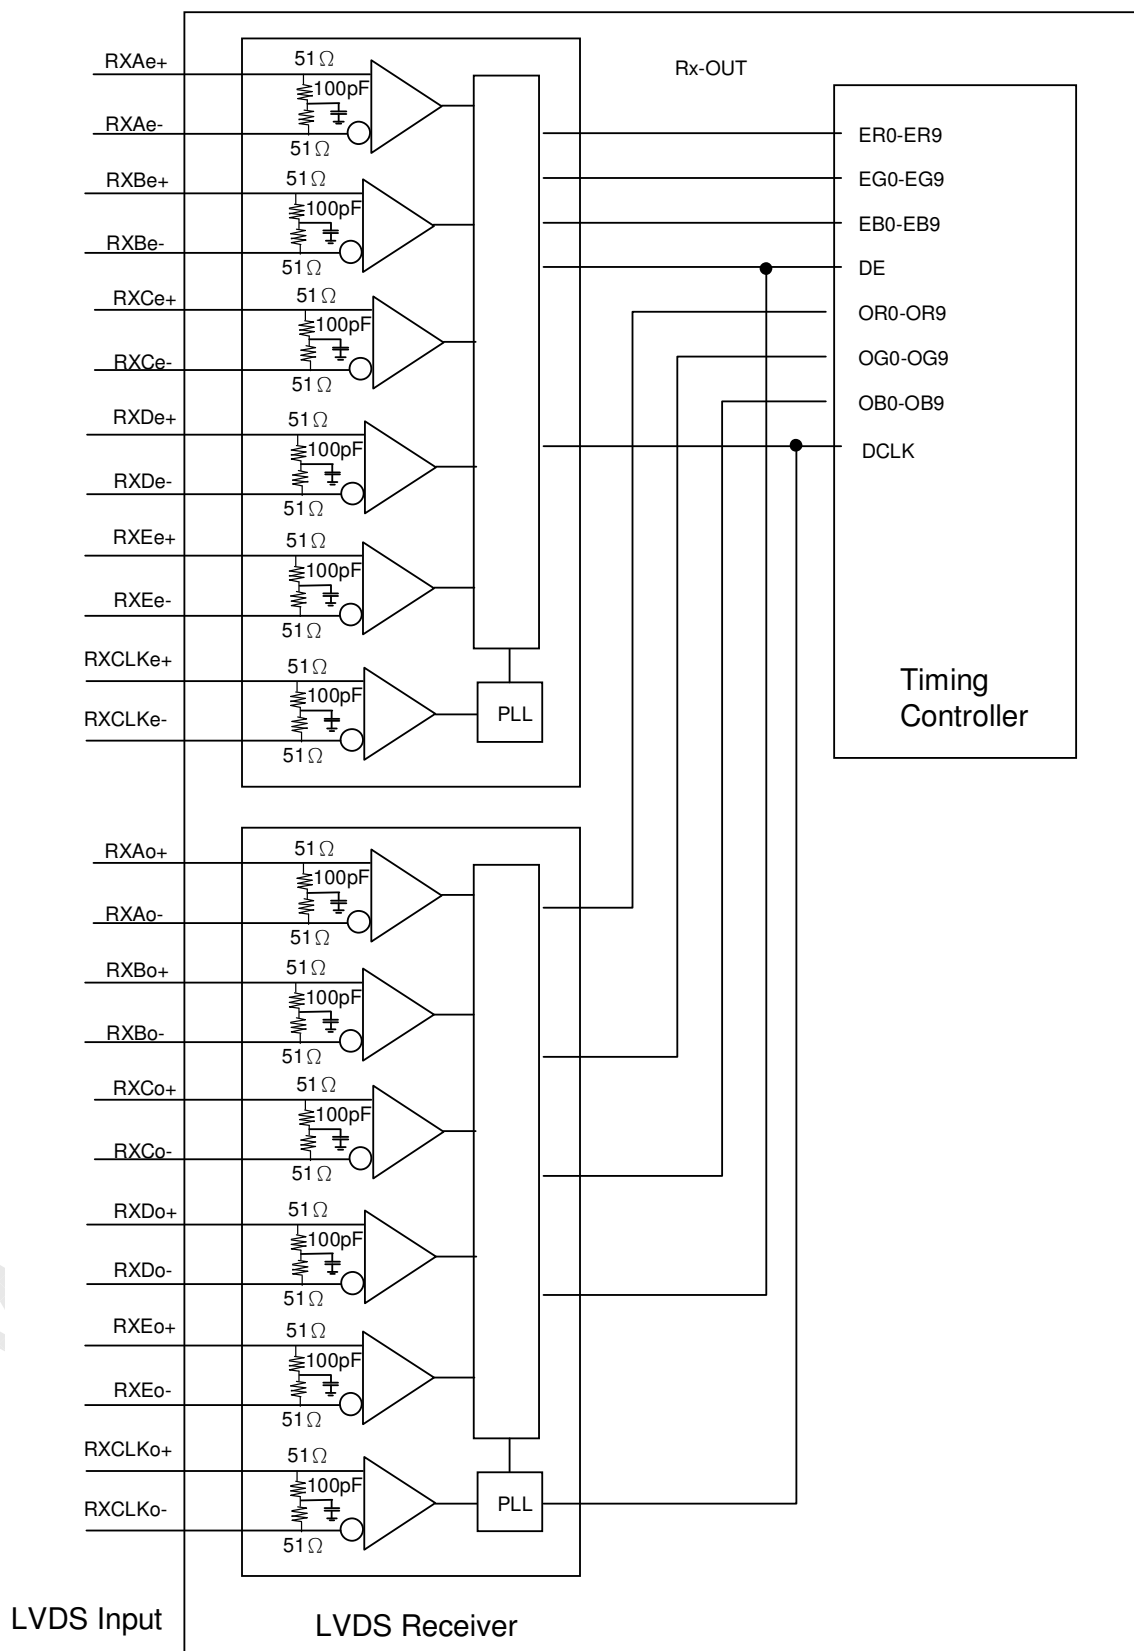 RXAe+
51Ω
100pF
RXAe-
51Ω
RXBe+
51Ω
100pF
RXBe-
51Ω
RXCe+
51Ω
100pF
RXCe-
51Ω
RXDe+
51Ω
100pF
RXDe-
51Ω
RXEe+
51Ω
100pF
RXEe-
51Ω
RXCLKe+
51Ω
100pF
RXCLKe-
51Ω
PLL
Rx-OUT
ER0-ER9
EG0-EG9
EB0-EB9
DE
OR0-OR9
OG0-OG9
OB0-OB9
DCLK
Timing
Controller
RXAo+
51Ω
100pF
RXAo-
51Ω
RXBo+
51Ω
100pF
RXBo-
51Ω
RXCo+
51Ω
100pF
RXCo-
51Ω
RXDo+
51Ω
100pF
RXDo-
51Ω
RXEo+
51Ω
100pF
RXEo-
51Ω
RXCLKo+
51Ω
100pF
RXCLKo-
51Ω
PLL
LVDS Input
LVDS Receiver